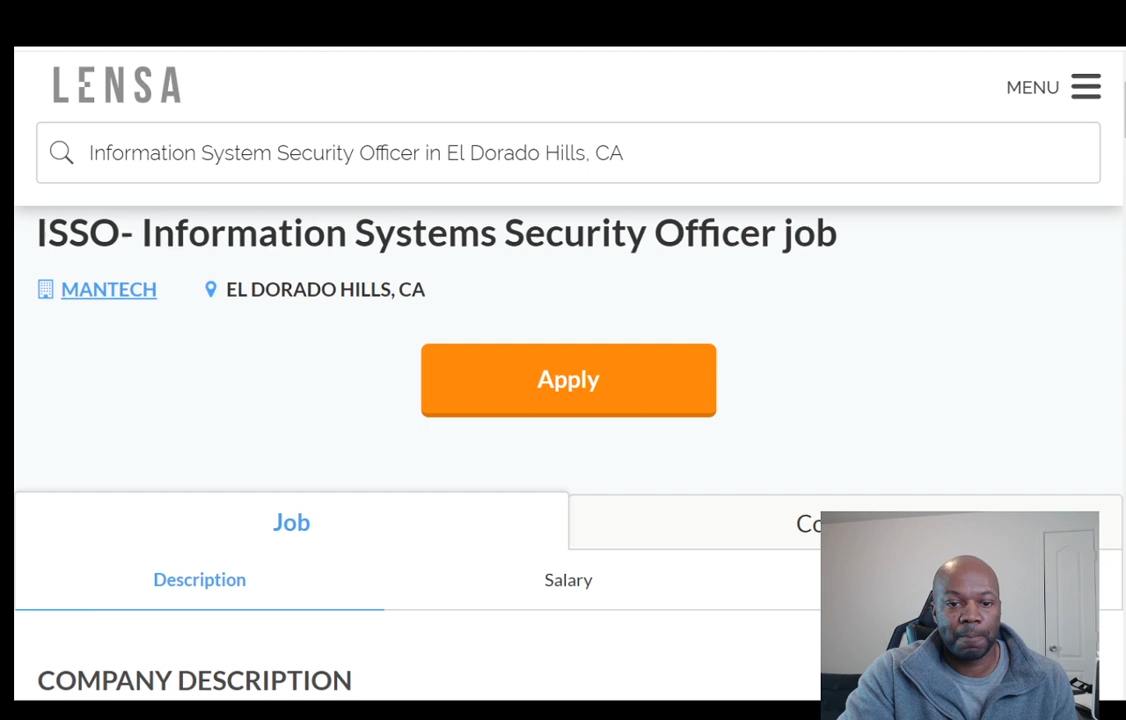 LENSA
MENU
Information System Security Officer in El Dorado Hills, CA
ISSO- Information Systems Security Officer job
MANTECH
EL DORADO HILLS, CA
Apply
Job
Description
Salary
COMPANY DESCRIPTION